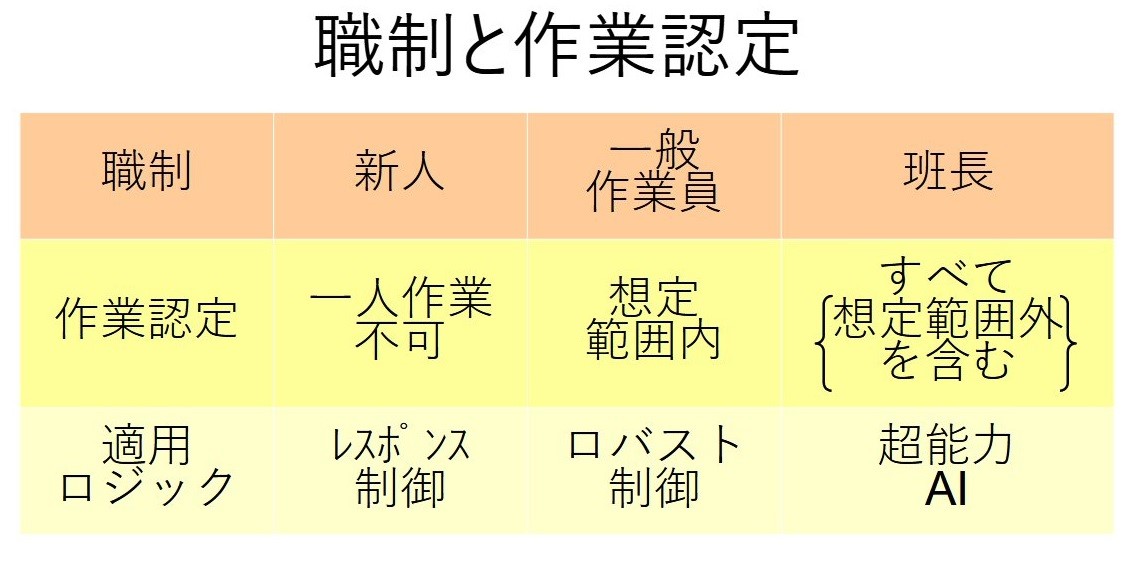 職制と作業認定
職制
新人
一般
作業員
班長
作業認定
一人作業
不可
想定
範囲内
すべて
{想定範囲外
を含む}
適用
ロジック
ﾚｽﾎﾟﾝｽ
制御
ロバスト
制御
超能力
AI